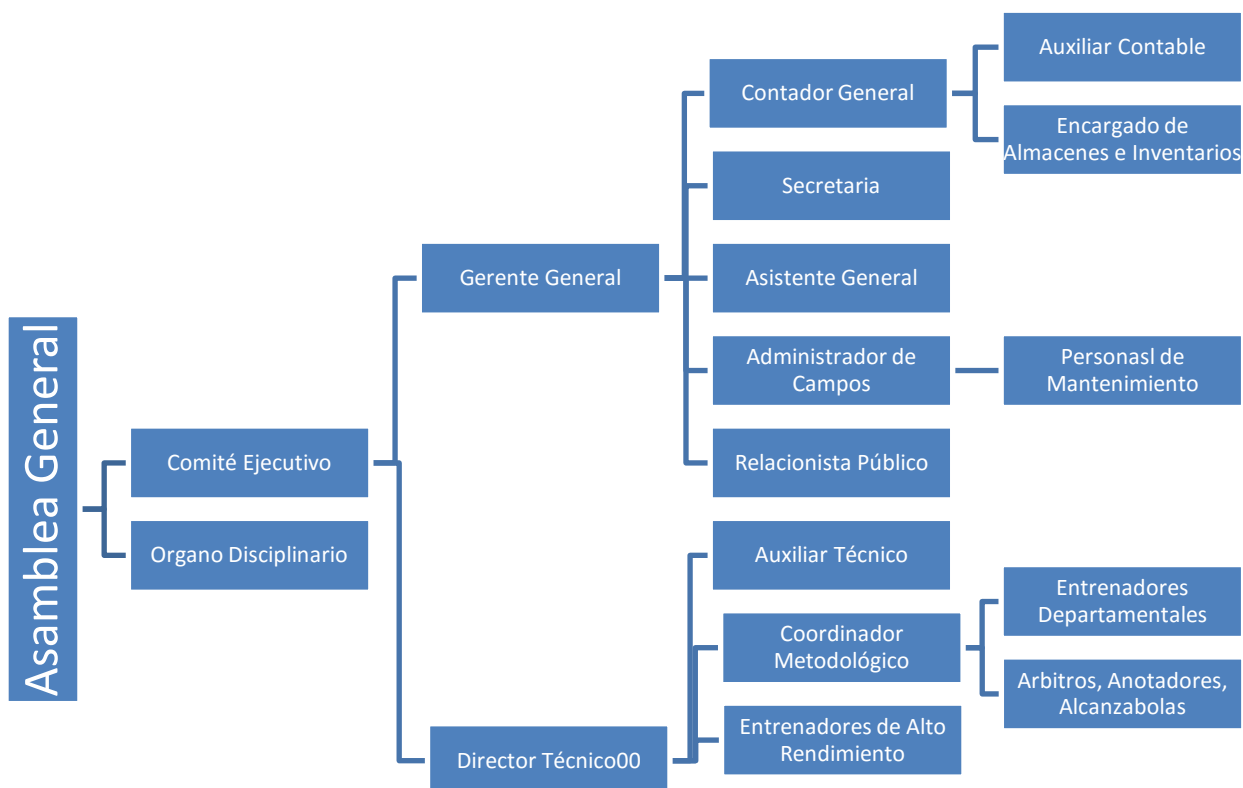 Asamblea General
Comité Ejecutivo
Organo Disciplinario
Gerente General
Director Técnico00
Contador General
Secretaria
Asistente General
Administrador de
Campos
Relacionista Público
Auxiliar Técnico
Coordinador
Metodológico
Entrenadores de Alto
Rendimiento
Auxiliar Contable
Encargado de
Almacenes e Inventarios
Personasl de
Mantenimiento
Entrenadores
Departamentales
Arbitros, Anotadores,
Alcanzabolas